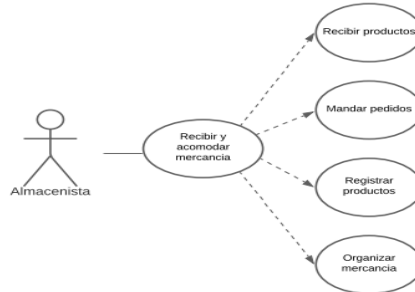 Recibir productos
Mandar pedidos
Recibir y
acomodar
mercancia
Almacenista
Registrar
productos
Organizar
mercancia